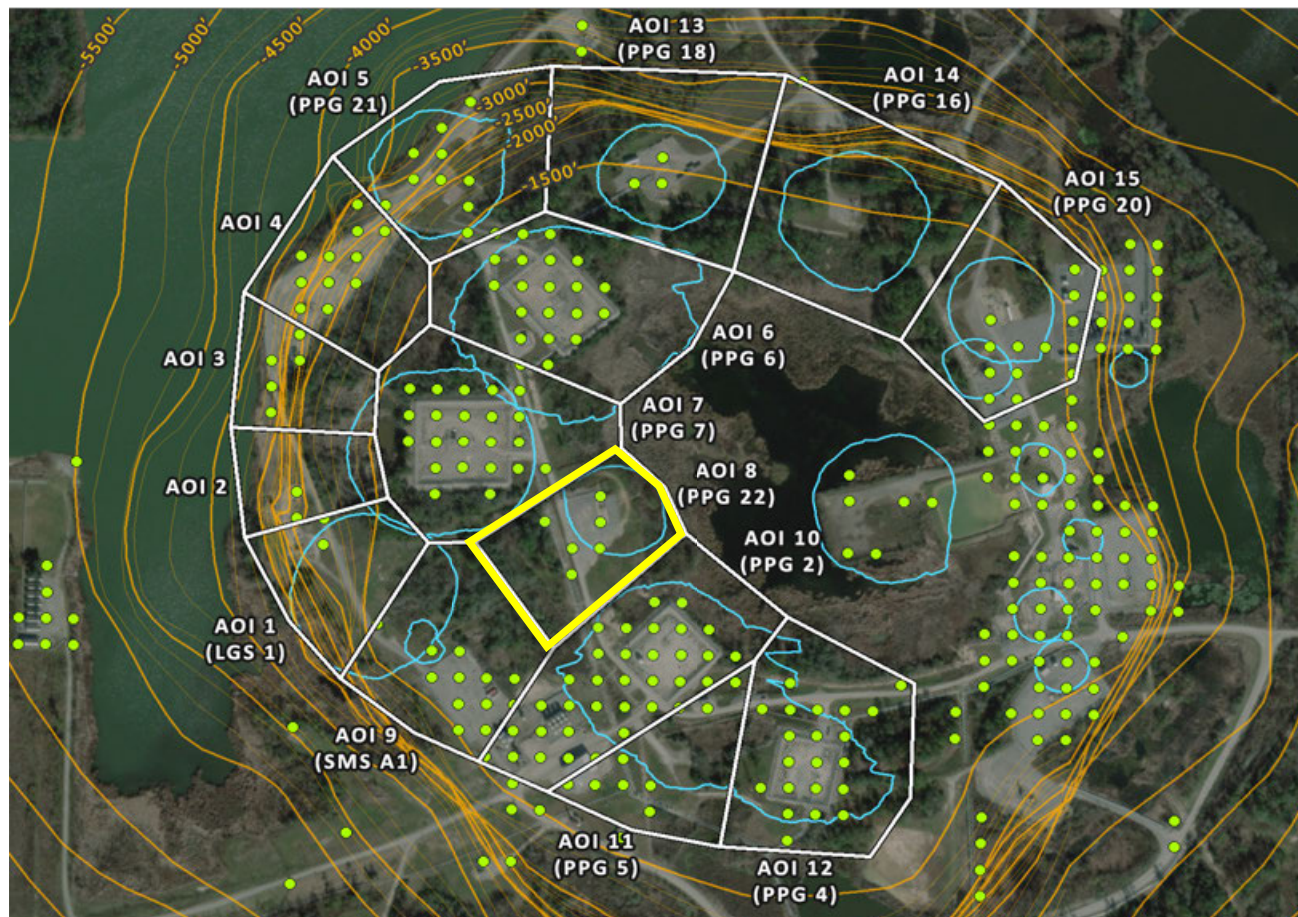 -5500'
-5000'
-4500'
-4000'
-3500'
-3000'
-2500'
-2000'
-1500'
AOI 13
(PPG 18)
AOI 14
(PPG 16)
AOI 5
(PPG 21)
AOI 15
(PPG 20)
AOI 4
AOI 3
AOI 6
(PPG 6)
AOI 7
(PPG 7)
AOI 2
AOI 8
(PPG 22)
AOI 10
(PPG 2)
AOI 1
(LGS 1)
AOI 9
(SMS A1)
AOI 11
(PPG 5)
AOI 12
(PPG 4)